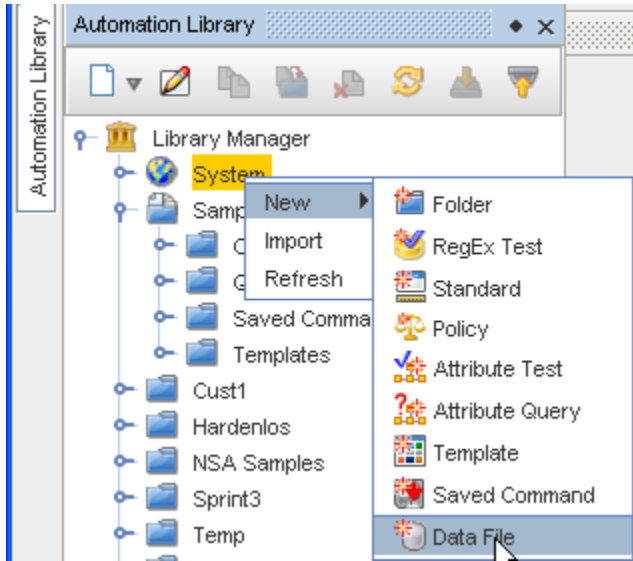 Automation Library
Automation Library
Library Manager
System
New
Import
Refresh
Folder
RegEx Test
Standard
Policy
Attribute Test
Attribute Query
Template
Saved Command
Data File
Samp
C
Saved Comma
Templates
Cust1
Hardenlos
NSA Samples
Sprint3
Temp